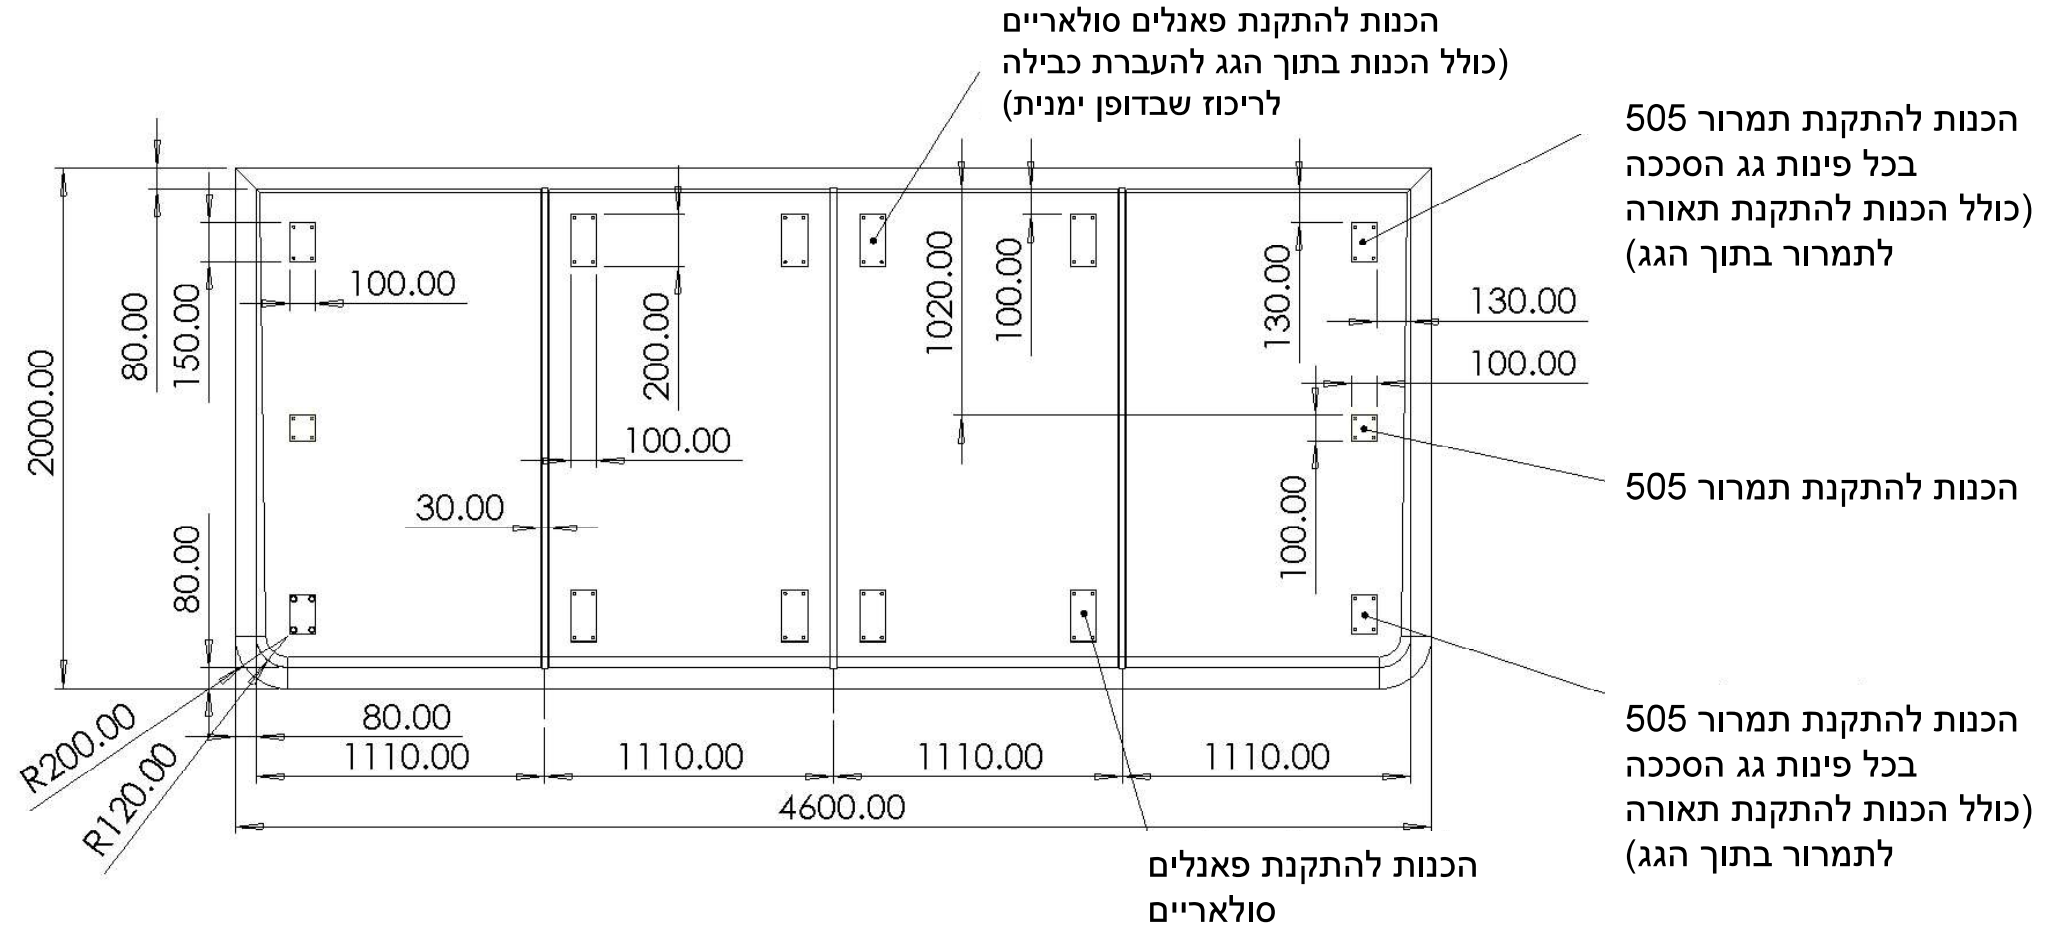 הכנות להתקנת פאנלים סולאריים
(כולל הכנות בתוך הגג להעברת כבילה
לריכוז שבדופן ימנית)
הכנות להתקנת תמרור 505
בכל פינות גג הסככה
(כולל הכנות להתקנת תאורה
לתמרור בתוך הגג)
2000.00
80.00
150.00
100.00
200.00
100.00
1020.00
100.00
130.00
130.00
100.00
100.00
30.00
80.00
הכנות להתקנת תמרור 505
הכנות להתקנת תמרור 505
בכל פינות גג הסככה
(כולל הכנות להתקנת תאורה
לתמרור בתוך הגג)
R200.00
R120.00
80.00
1110.00
1110.00
1110.00
1110.00
4600.00
הכנות להתקנת פאנלים
סולאריים